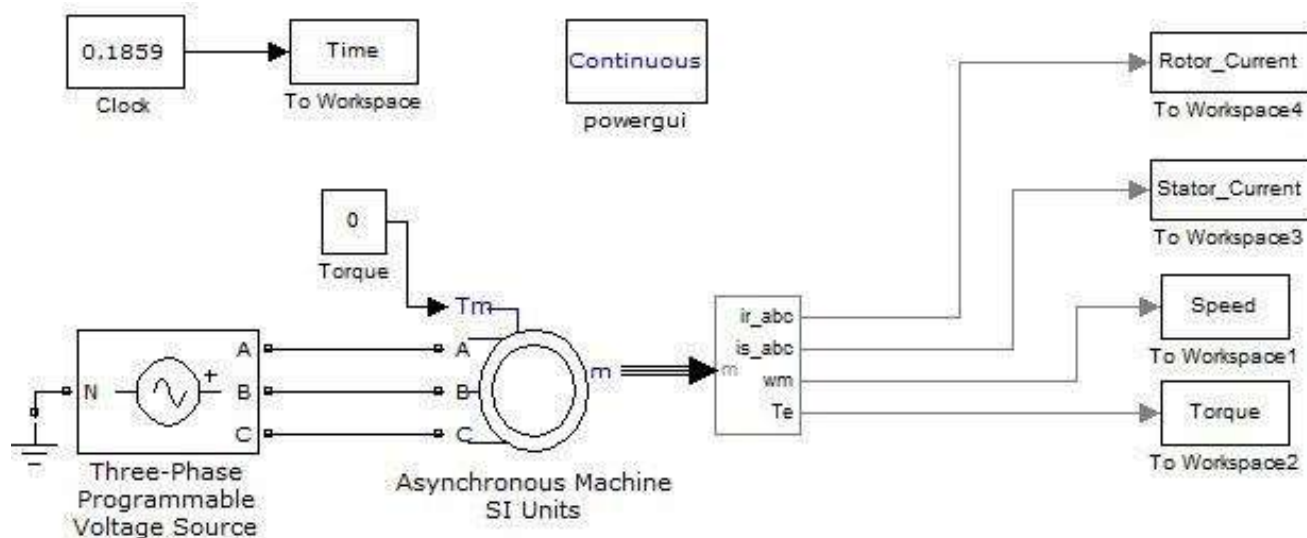 0.1859
Clock
Time
To Workspace
Continuous
powergui
Rotor_Current
To Workspace4
Stator_Current
To Workspace3
0
Torque
Speed
To Workspace1
Torque
To Workspace2
Tm
A
B
C
m
m
ir_abc
is_abc
wm
Te
N
+
A
B
C
Three-Phase
Programmable
Voltage Source
Asynchronous Machine
SI Units